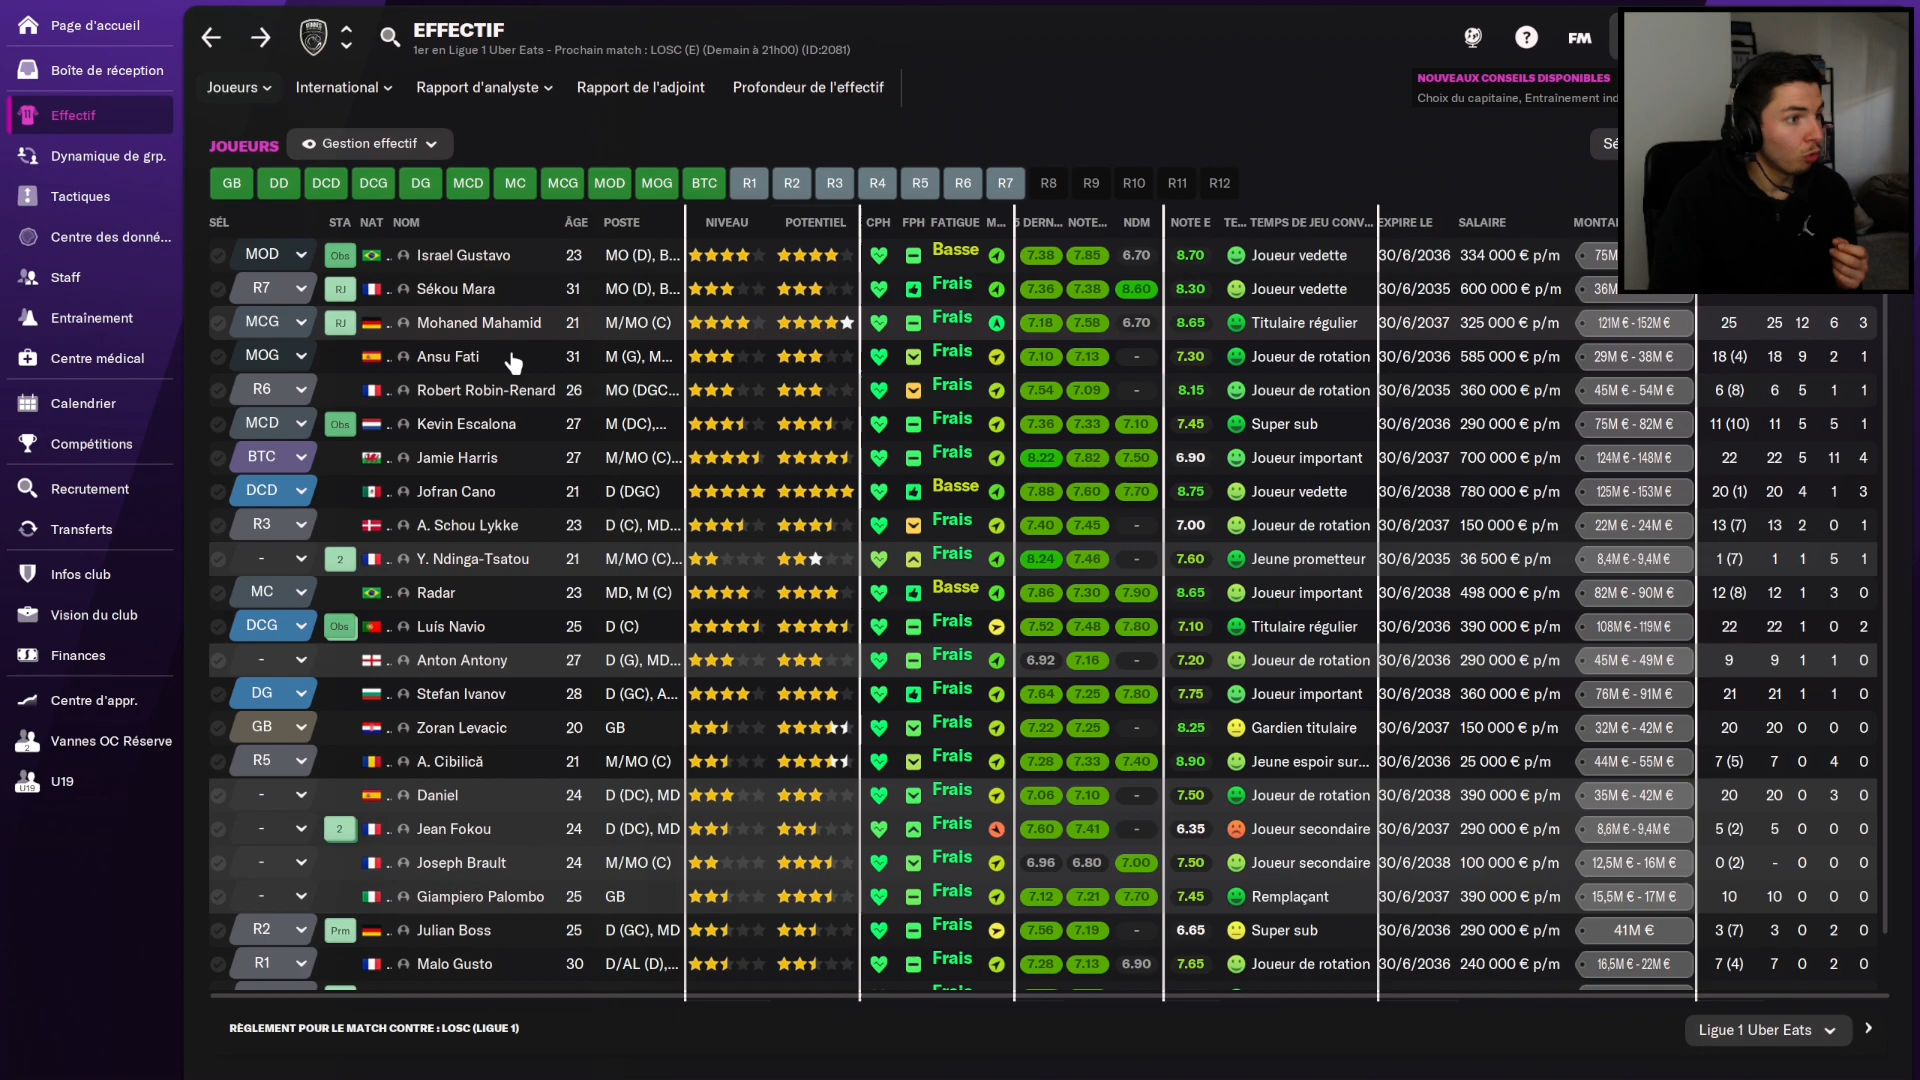 Page d'accueil
Boîte de réception
Effectif
Dynamique de grp.
Tactiques
Centre des donné...
Staff
Entraînement
Centre médical
Calendrier
Compétitions
Recrutement
Transferts
Infos club
Vision du club
Finances
Centre d'appr.
Vannes OC Réserve
U19
EFFECTIF
1er en Ligue 1 Uber Eats - Prochain match : LOSC (E) (Demain à 21h00) (ID:2081)
? FM
Joueurs International Rapport d'analyse Rapport de l'adjoint Profondeur de l'effectif
NOUVEAUX CONSEILS DISPONIBLES
Choix du capitaine, Entraînement ind
JOUEURS Gestion effectif Sé
GB DD DCD DCG DG MCD MC MCG MOD MOG BTC R1 R2 R3 R4 R5 R6 R7 R8 R9 R10 R11 R12
SÉL STA NAT NOM ÂGE POSTE NIVEAU POTENTIEL CPH FPH FATIGUE M... 5 DERN... NOTE... NDM NOTE E TE... TEMPS DE JEU CONV... EXPIRE LE SALAIRE MONTA
MOD Obs Israel Gustavo 23 MO (D), B... Basse 7.38 7.85 6.70 8.70 Joueur vedette 30/6/2036 334 000 € p/m 75M
R7 RJ Sékou Mara 31 MO (D), B... Frais 7.36 7.38 8.60 8.30 Joueur vedette 30/6/2035 600 000 € p/m 36M
MCG RJ Mohaned Mahamid 21 M/MO (C) Frais 7.18 7.58 6.70 8.65 Titulaire régulier 30/6/2037 325 000 € p/m 121M € - 152M € 25 25 12 6 3
MOG Ansu Fati 31 M (G), M... Frais 7.10 7.13 - 7.30 Joueur de rotation 30/6/2036 585 000 € p/m 29M € - 38M € 18 (4) 18 9 2 1
R6 Robert Robin-Renard 26 MO (DGC... Frais 7.54 7.09 - 8.15 Joueur de rotation 30/6/2035 360 000 € p/m 45M € - 54M € 6 (8) 6 5 1 1
MCD Obs Kevin Escalona 27 M (DC),... Frais 7.36 7.33 7.10 7.45 Super sub 30/6/2036 290 000 € p/m 75M € - 82M € 11 (10) 11 5 5 1
BTC Jamie Harris 27 M/MO (C)... Frais 8.22 7.82 7.50 6.90 Joueur important 30/6/2037 700 000 € p/m 124M € - 148M € 22 22 5 11 4
DCD Jofran Cano 21 D (DGC) Basse 7.88 7.60 7.70 8.75 Joueur vedette 30/6/2038 780 000 € p/m 125M € - 153M € 20 (1) 20 4 1 3
R3 A. Schou Lykke 23 D (C), MD... Frais 7.40 7.45 - 7.00 Joueur de rotation 30/6/2037 150 000 € p/m 22M € - 24M € 13 (7) 13 2 0 1
- 2 Y. Ndinga-Tsatou 21 M/MO (C)... Frais 8.24 7.46 - 7.60 Jeune prometteur 30/6/2035 36 500 € p/m 8,4M € - 9,4M € 1 (7) 1 1 5 1
MC Radar 23 MD, M (C) Basse 7.86 7.30 7.90 8.65 Joueur important 30/6/2038 498 000 € p/m 82M € - 90M € 12 (8) 12 1 3 0
DCG Obs Luís Navio 25 D (C) Frais 7.52 7.48 7.80 7.10 Titulaire régulier 30/6/2036 390 000 € p/m 108M € - 119M € 22 22 1 0 2
- Anton Antony 27 D (G), MD... Frais 6.92 7.16 - 7.20 Joueur de rotation 30/6/2036 290 000 € p/m 45M € - 49M € 9 9 1 1 0
DG Stefan Ivanov 28 D (GC), A... Frais 7.64 7.25 7.80 7.75 Joueur important 30/6/2038 360 000 € p/m 76M € - 91M € 21 21 1 1 0
GB Zoran Levacic 20 GB Frais 7.22 7.25 - 8.25 Gardien titulaire 30/6/2037 150 000 € p/m 32M € - 42M € 20 20 0 0 0
R5 A. Cibilică 21 M/MO (C) Frais 7.28 7.33 7.40 8.90 Jeune espoir sur... 30/6/2036 25 000 € p/m 44M € - 55M € 7 (5) 7 0 4 0
- Daniel 24 D (DC), MD Frais 7.06 7.10 - 7.50 Joueur de rotation 30/6/2038 390 000 € p/m 35M € - 42M € 20 20 0 3 0
- 2 Jean Fokou 24 D (DC), MD Frais 7.60 7.41 - 6.35 Joueur secondaire 30/6/2037 290 000 € p/m 8,6M € - 9,4M € 5 (2) 5 0 0 0
- Joseph Brault 24 M/MO (C) Frais 6.96 6.80 7.00 7.50 Joueur secondaire 30/6/2038 100 000 € p/m 12,5M € - 16M € 0 (2) - 0 0 0
- Giampiero Palombo 25 GB Frais 7.12 7.21 7.70 7.45 Remplaçant 30/6/2037 390 000 € p/m 15,5M € - 17M € 10 10 0 0 0
R2 Prm Julian Boss 25 D (GC), MD Frais 7.56 7.19 - 6.65 Super sub 30/6/2036 290 000 € p/m 41M € 3 (7) 3 0 2 0
R1 Malo Gusto 30 D/AL (D),... Frais 7.28 7.13 6.90 7.65 Joueur de rotation 30/6/2036 240 000 € p/m 16,5M € - 22M € 7 (4) 7 0 2 0
RÈGLEMENT POUR LE MATCH CONTRE : LOSC (LIGUE 1)
Ligue 1 Uber Eats